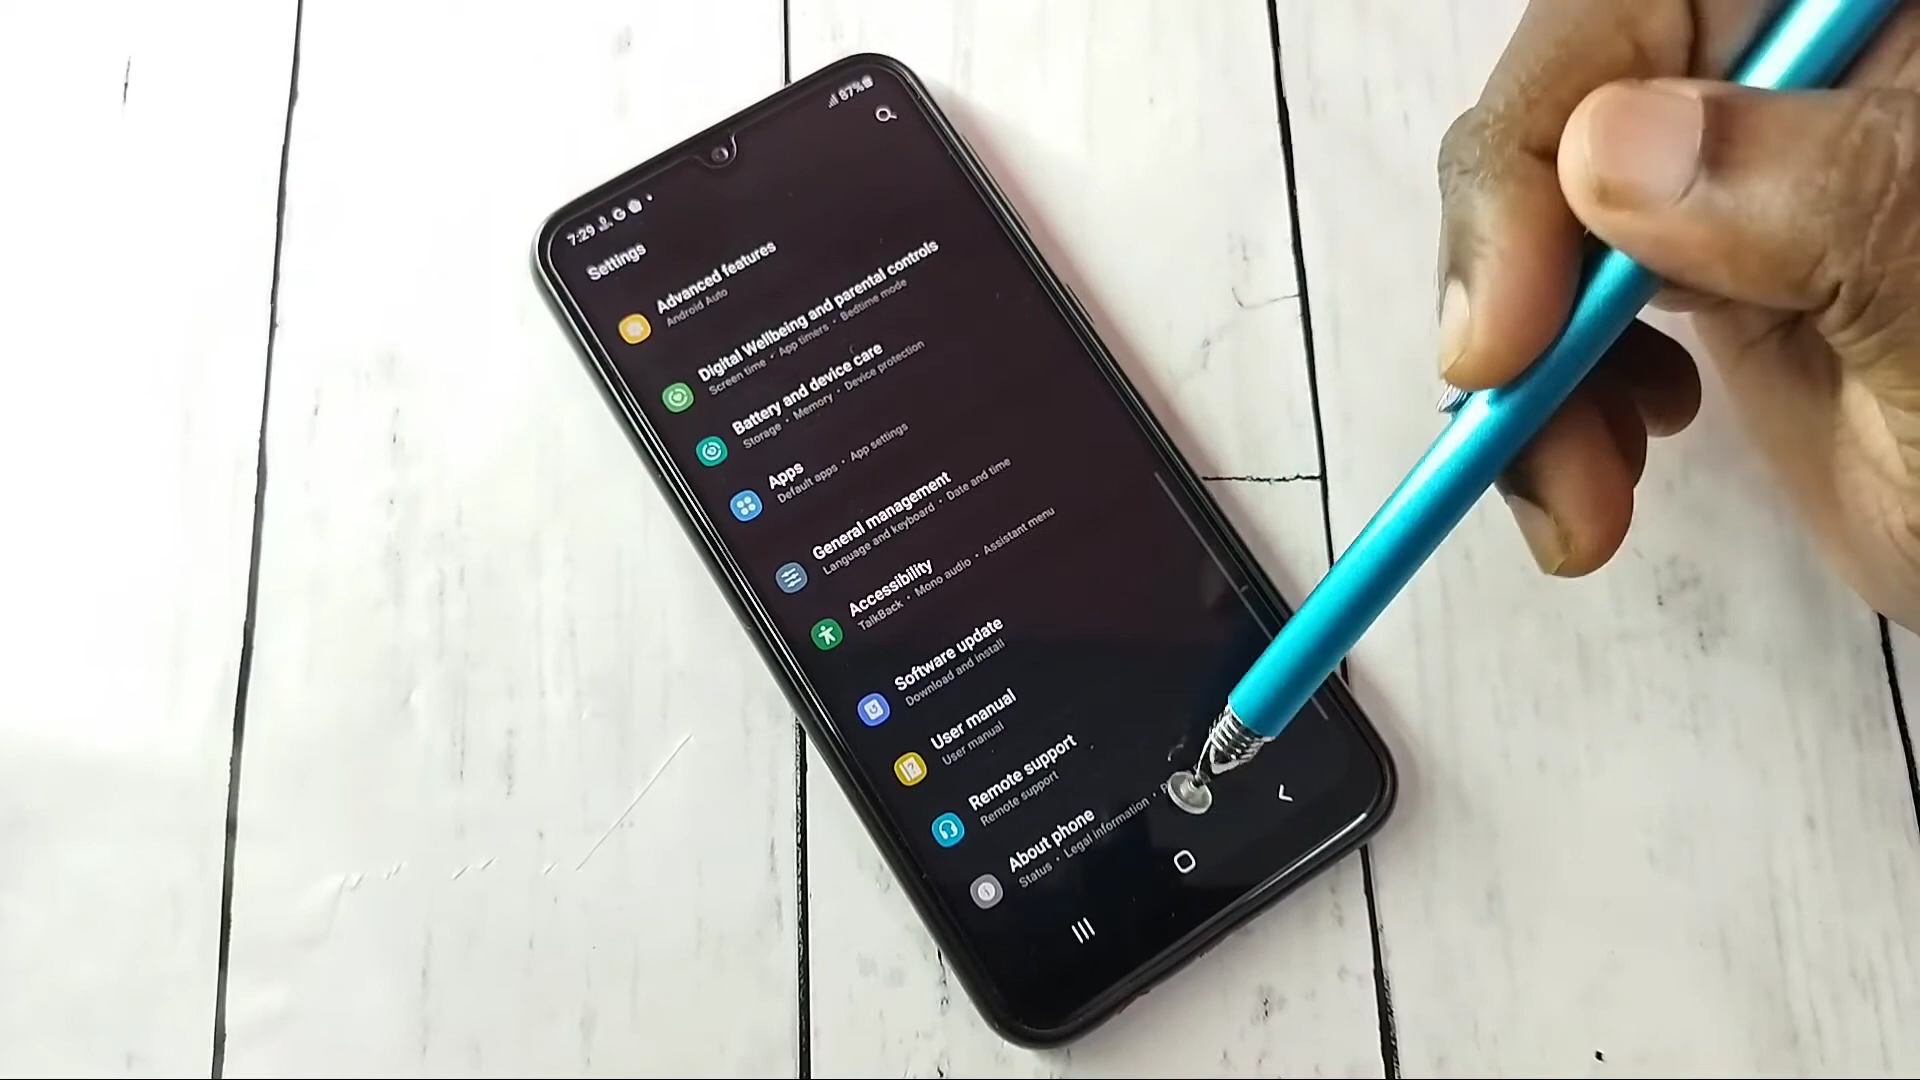 7:29
87%
Settings
Advanced features
Android Auto
Digital Wellbeing and parental controls
Screen time • App timers • Bedtime mode
Battery and device care
Storage • Memory • Device protection
Apps
Default apps • App settings
General management
Language and keyboard • Date and time
Accessibility
TalkBack • Mono audio • Assistant menu
Software update
Download and install
User manual
User manual
Remote support
Remote support
About phone
Status • Legal information •